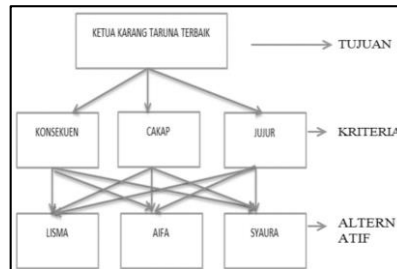 KETUA KARANG TARUNA TERBAIK
TUJUAN
KONSEKUEN
CAKAP
JUJUR
KRITERIA
LISMA
AIFA
SYAURA
ALTERN
ATIF